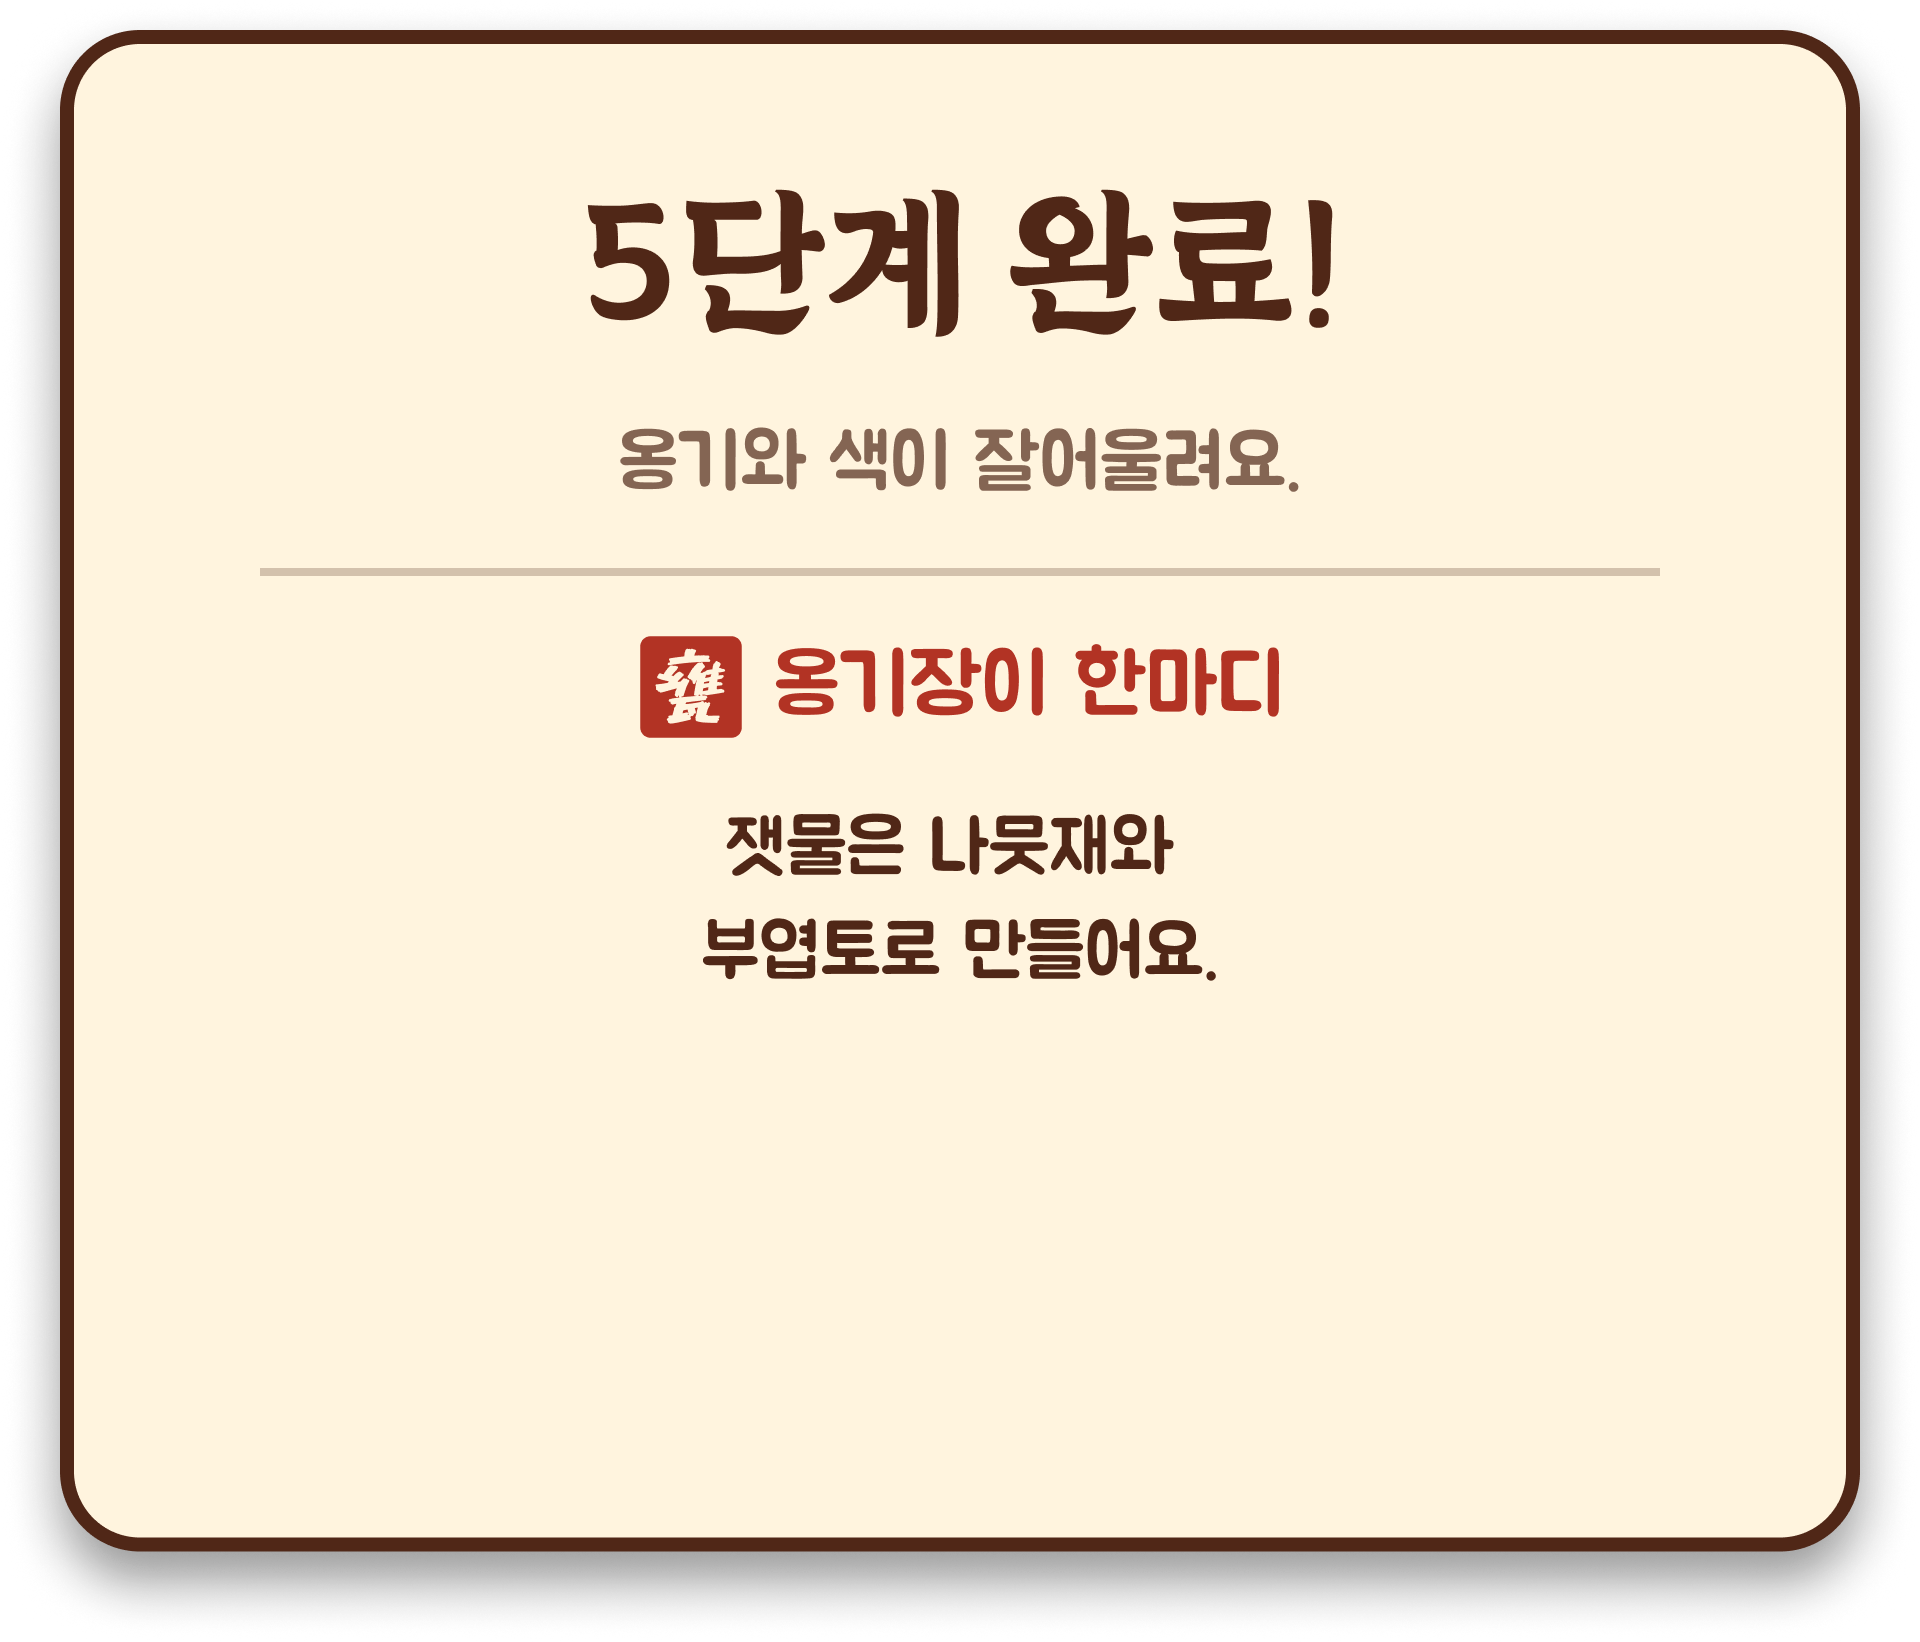 5단계 완료!
옹기와 색이 잘어울려요.
甕 옹기장이 한마디
잿물은 나뭇재와
부엽토로 만들어요.